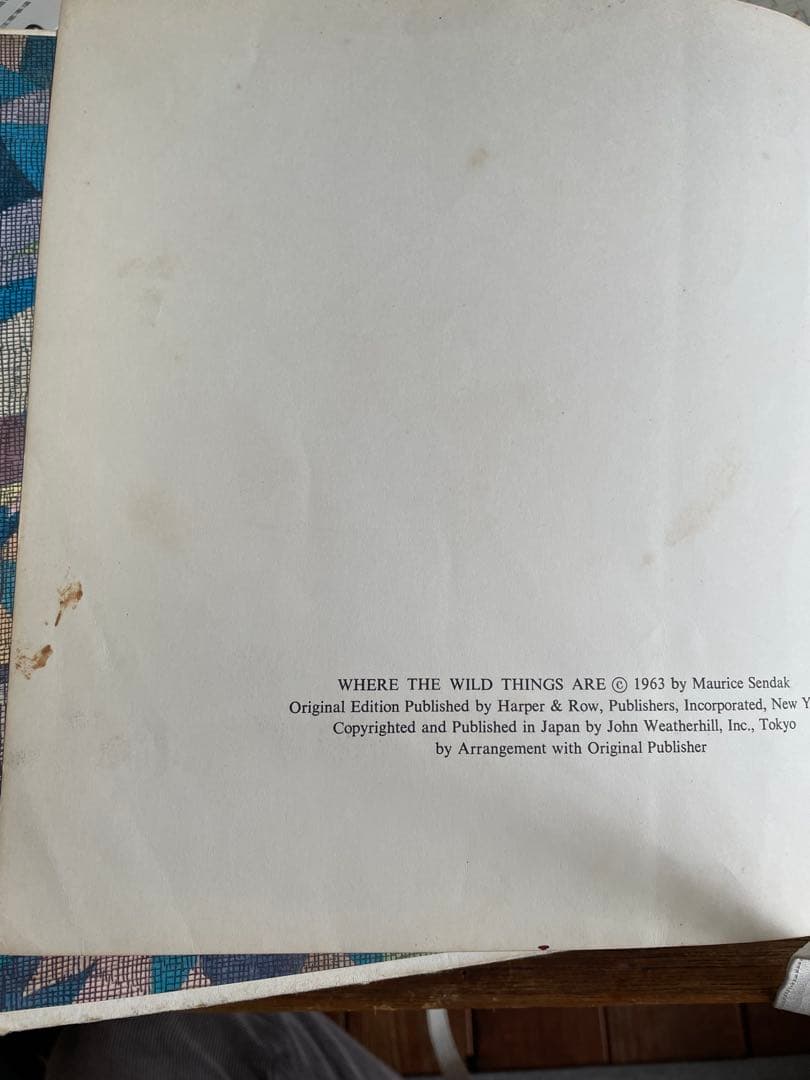 WHERE THE WILD THINGS ARE © 1963 by Maurice Sendak
Original Edition Published by Harper & Row, Publishers, Incorporated, New
Copyrighted and Published in Japan by John Weatherhill, Inc., Tokyo
by Arrangement with Original Publisher